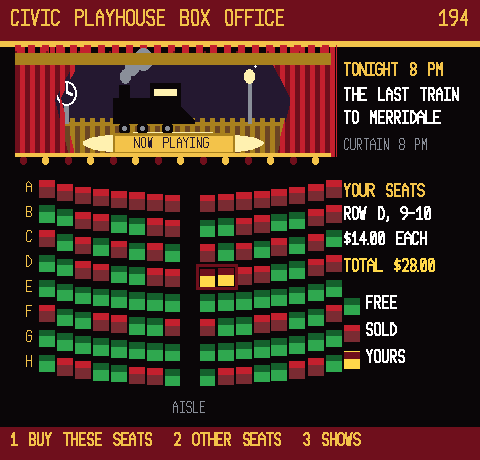 CIVIC PLAYHOUSE BOX OFFICE 194
TONIGHT 8 PM
THE LAST TRAIN
TO MERRIDALE
CURTAIN 8 PM
NOW PLAYING
YOUR SEATS
ROW D, 9-10
$14.00 EACH
TOTAL $28.00
FREE
SOLD
YOURS
A
B
C
D
E
F
G
H
AISLE
1 BUY THESE SEATS 2 OTHER SEATS 3 SHOWS